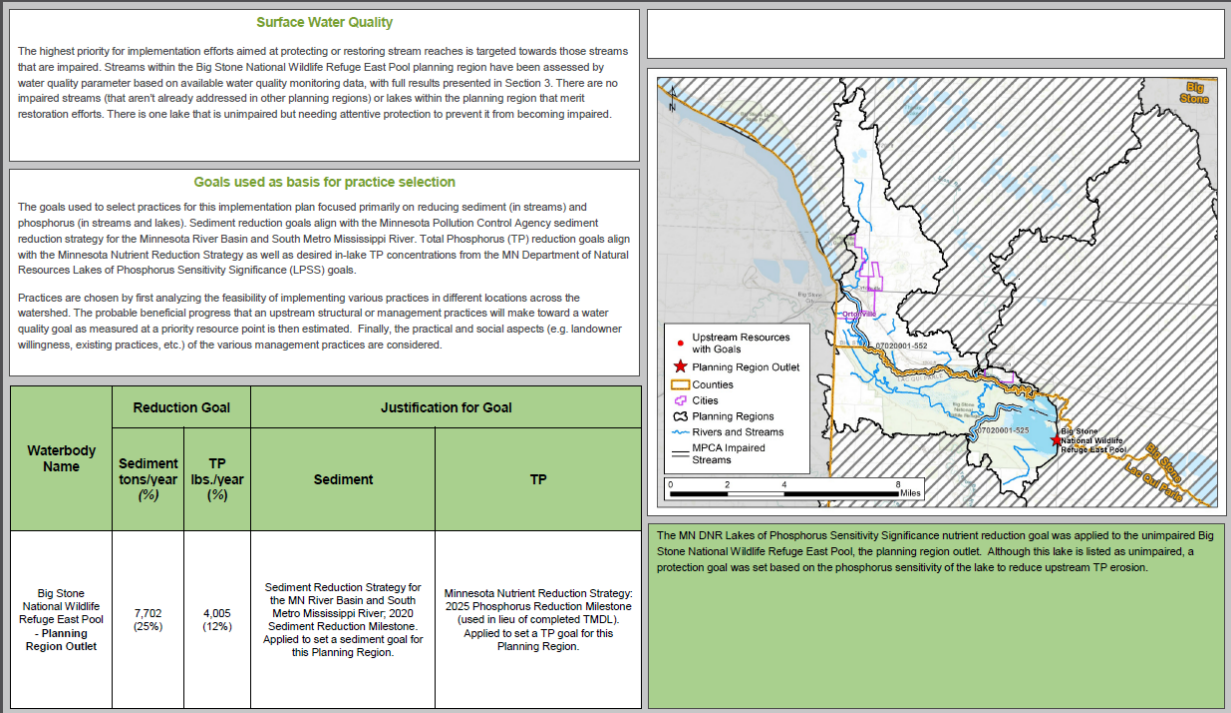 Surface Water Quality
The highest priority for implementation efforts aimed at protecting or restoring stream reaches is targeted towards those streams
that are impaired. Streams within the Big Stone National Wildlife Refuge East Pool planning region have been assessed by
water quality parameter based on available water quality monitoring data, with full results presented in Section 3. There are no
impaired streams (that aren't already addressed in other planning regions) or lakes within the planning region that merit
restoration efforts. There is one lake that is unimpaired but needing attentive protection to prevent it from becoming impaired.
Goals used as basis for practice selection
The goals used to select practices for this implementation plan focused primarily on reducing sediment (in streams) and
phosphorus (in streams and lakes). Sediment reduction goals align with the Minnesota Pollution Control Agency sediment
reduction strategy for the Minnesota River Basin and South Metro Mississippi River. Total Phosphorus (TP) reduction goals align
with the Minnesota Nutrient Reduction Strategy as well as desired in-lake TP concentrations from the MN Department of Natural
Resources Lakes of Phosphorus Sensitivity Significance (LPSS) goals.
Practices are chosen by first analyzing the feasibility of implementing various practices in different locations across the
watershed. The probable beneficial progress that an upstream structural or management practices will make toward a water
quality goal as measured at a priority resource point is then estimated. Finally, the practical and social aspects (e.g. landowner
willingness, existing practices, etc.) of the various management practices are considered.
Waterbody
Name
Reduction Goal
Justification for Goal
Sediment
tons/year
(%)
TP
lbs./year
(%)
Sediment
TP
Big Stone
National Wildlife
Refuge East Pool
- Planning
Region Outlet
7,702
(25%)
4,005
(12%)
Sediment Reduction Strategy for
the MN River Basin and South
Metro Mississippi River; 2020
Sediment Reduction Milestone.
Applied to set a sediment goal for
this Planning Region.
Minnesota Nutrient Reduction Strategy:
2025 Phosphorus Reduction Milestone
(used in lieu of completed TMDL).
Applied to set a TP goal for this
Planning Region.
N
Big
Stone
Big Stone
Ortonville
07020001-552
LAC QUI PARLE
Big Stone
National
07020001-525
Big Stone
National Wildlife
Refuge East Pool
Big Stone
Lac Qui Parle
Upstream Resources
with Goals
Planning Region Outlet
Counties
Cities
Planning Regions
Rivers and Streams
MPCA Impaired
Streams
0 2 4 8
Miles
The MN DNR Lakes of Phosphorus Sensitivity Significance nutrient reduction goal was applied to the unimpaired Big
Stone National Wildlife Refuge East Pool, the planning region outlet. Although this lake is listed as unimpaired, a
protection goal was set based on the phosphorus sensitivity of the lake to reduce upstream TP erosion.